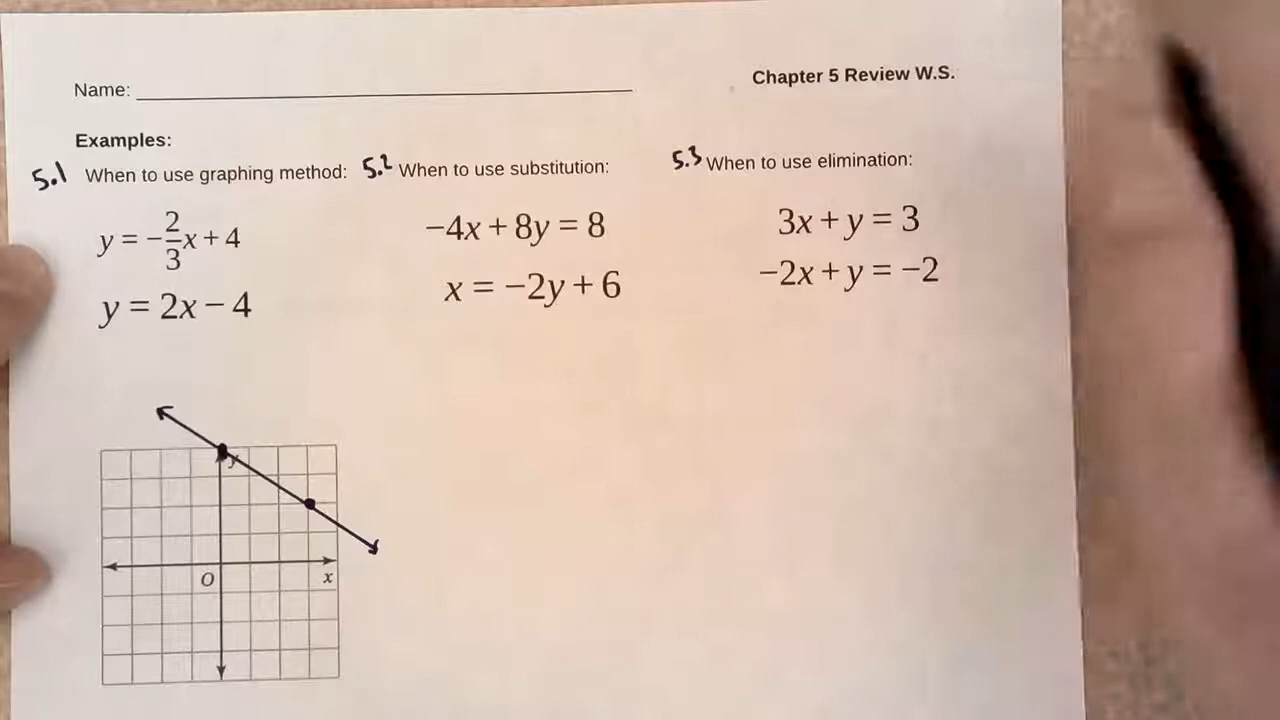 Name:
Chapter 5 Review W.S.
Examples:
5.1 When to use graphing method:
y = -2/3x + 4
y = 2x − 4
5.2 When to use substitution:
−4x + 8y = 8
x = −2y + 6
5.3 When to use elimination:
3x + y = 3
−2x + y = −2
y
O
x